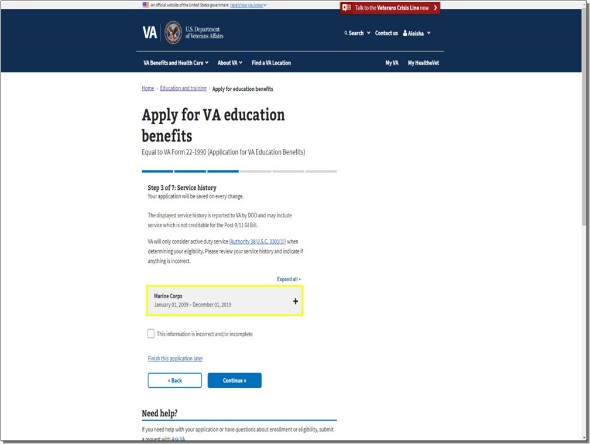 An official website of the United States government Here's how you know
Talk to the Veterans Crisis Line now
VA
U.S. Department
of Veterans Affairs
Search
Contact us
Aleisha
VA Benefits and Health Care
About VA
Find a VA Location
My VA
My HealtheVet
Home › Education and training › Apply for education benefits
Apply for VA education
benefits
Equal to VA Form 22-1990 (Application for VA Education Benefits)
Step 3 of 7: Service history
Your application will be saved on every change.
The displayed service history is reported to VA by DOD and may include
service which is not creditable for the Post-9/11 GI Bill.
VA will only consider active duty service (Authority 38 U.S.C. 3301(1)) when
determining your eligibility. Please review your service history and indicate if
anything is incorrect.
Expand all +
Marine Corps
January 01, 2009 – December 01, 2019
+
This information is incorrect and/or incomplete
Finish this application later
« Back
Continue »
Need help?
If you need help with your application or have questions about enrollment or eligibility, submit
a request with Ask VA.